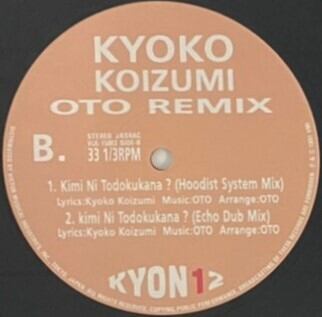 KYOKO
KOIZUMI
OTO REMIX
B.
STEREO
33 1/3RPM
1. Kimi Ni Todokukana ? (Hoodist System Mix)
Lyrics:Kyoko Koizumi Music:OTO Arrange:OTO
2. kimi Ni Todokukana ? (Echo Dub Mix)
Lyrics:Kyoko Koizumi Music:OTO Arrange:OTO
KYON12